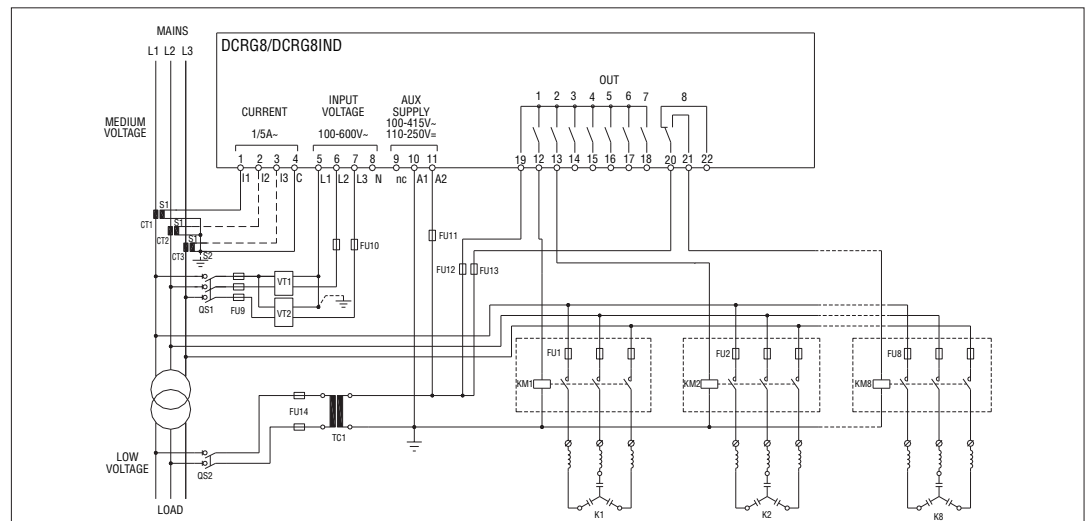 MAINS
L1 L2 L3
DCRG8/DCRG8IND
OUT
1 2 3 4 5 6 7 8
CURRENT
1/5A~
INPUT
VOLTAGE
100-600V~
AUX
SUPPLY
100-415V~
110-250V=
MEDIUM
VOLTAGE
1 2 3 4 5 6 7 8 9 10 11 19 12 13 14 15 16 17 18 20 21 22
I1 I2 I3 C L1 L2 L3 N nc A1 A2
S1
CT1
S1
CT2
S1
CT3 S2
FU10
FU11
FU12 FU13
VT1
QS1 FU9
VT2
FU1 FU2 FU8
KM1 KM2 KM8
FU14
TC1
LOW
VOLTAGE
QS2
LOAD
K1 K2 K8